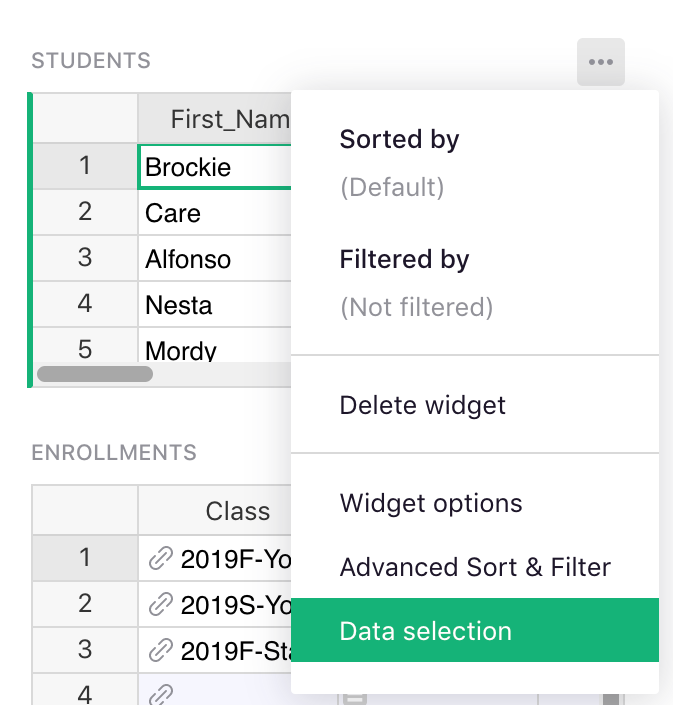 STUDENTS
First_Nam
1 Brockie
2 Care
3 Alfonso
4 Nesta
5 Mordy
Sorted by
(Default)
Filtered by
(Not filtered)
Delete widget
Widget options
Advanced Sort & Filter
Data selection
ENROLLMENTS
Class
1 2019F-Yo
2 2019S-Yo
3 2019F-Sta
4